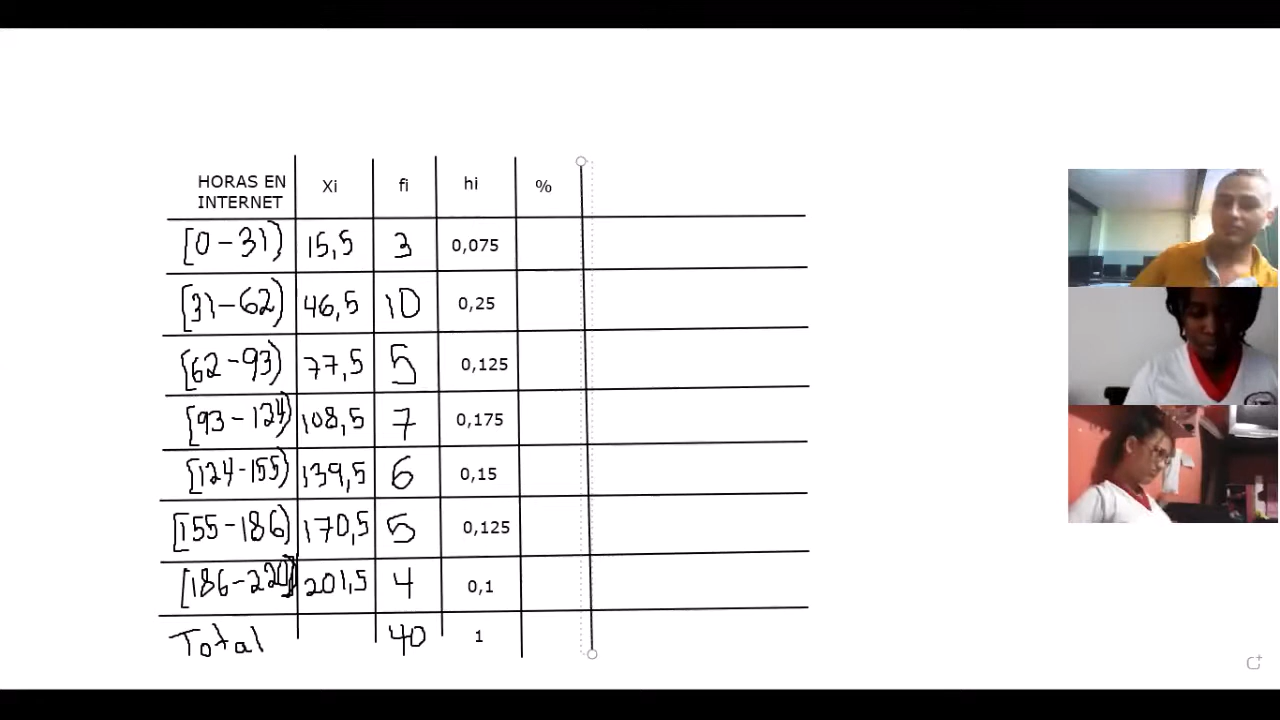 HORAS EN INTERNET Xi fi hi %
[0-31) 15,5 3 0,075
[31-62) 46,5 10 0,25
[62-93) 77,5 5 0,125
[93-124) 108,5 7 0,175
[124-155) 139,5 6 0,15
[155-186) 170,5 5 0,125
[186-220] 201,5 4 0,1
Total 40 1